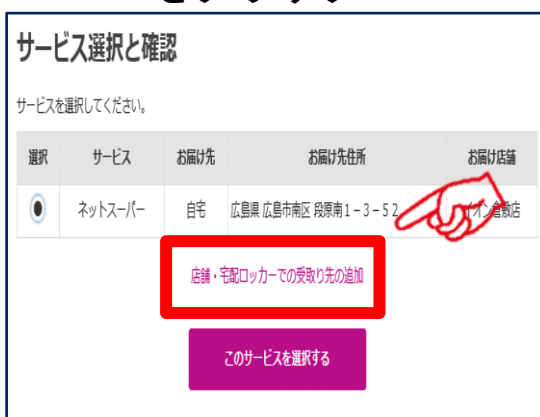 サービス選択と確認
サービスを選択してください。
選択 サービス お届け先 お届け先住所 お届け店舗
ネットスーパー 自宅 広島県 広島市南区 段原南1-3-52 イオン倉敷店
店舗・宅配ロッカーでの受取り先の追加
このサービスを選択する